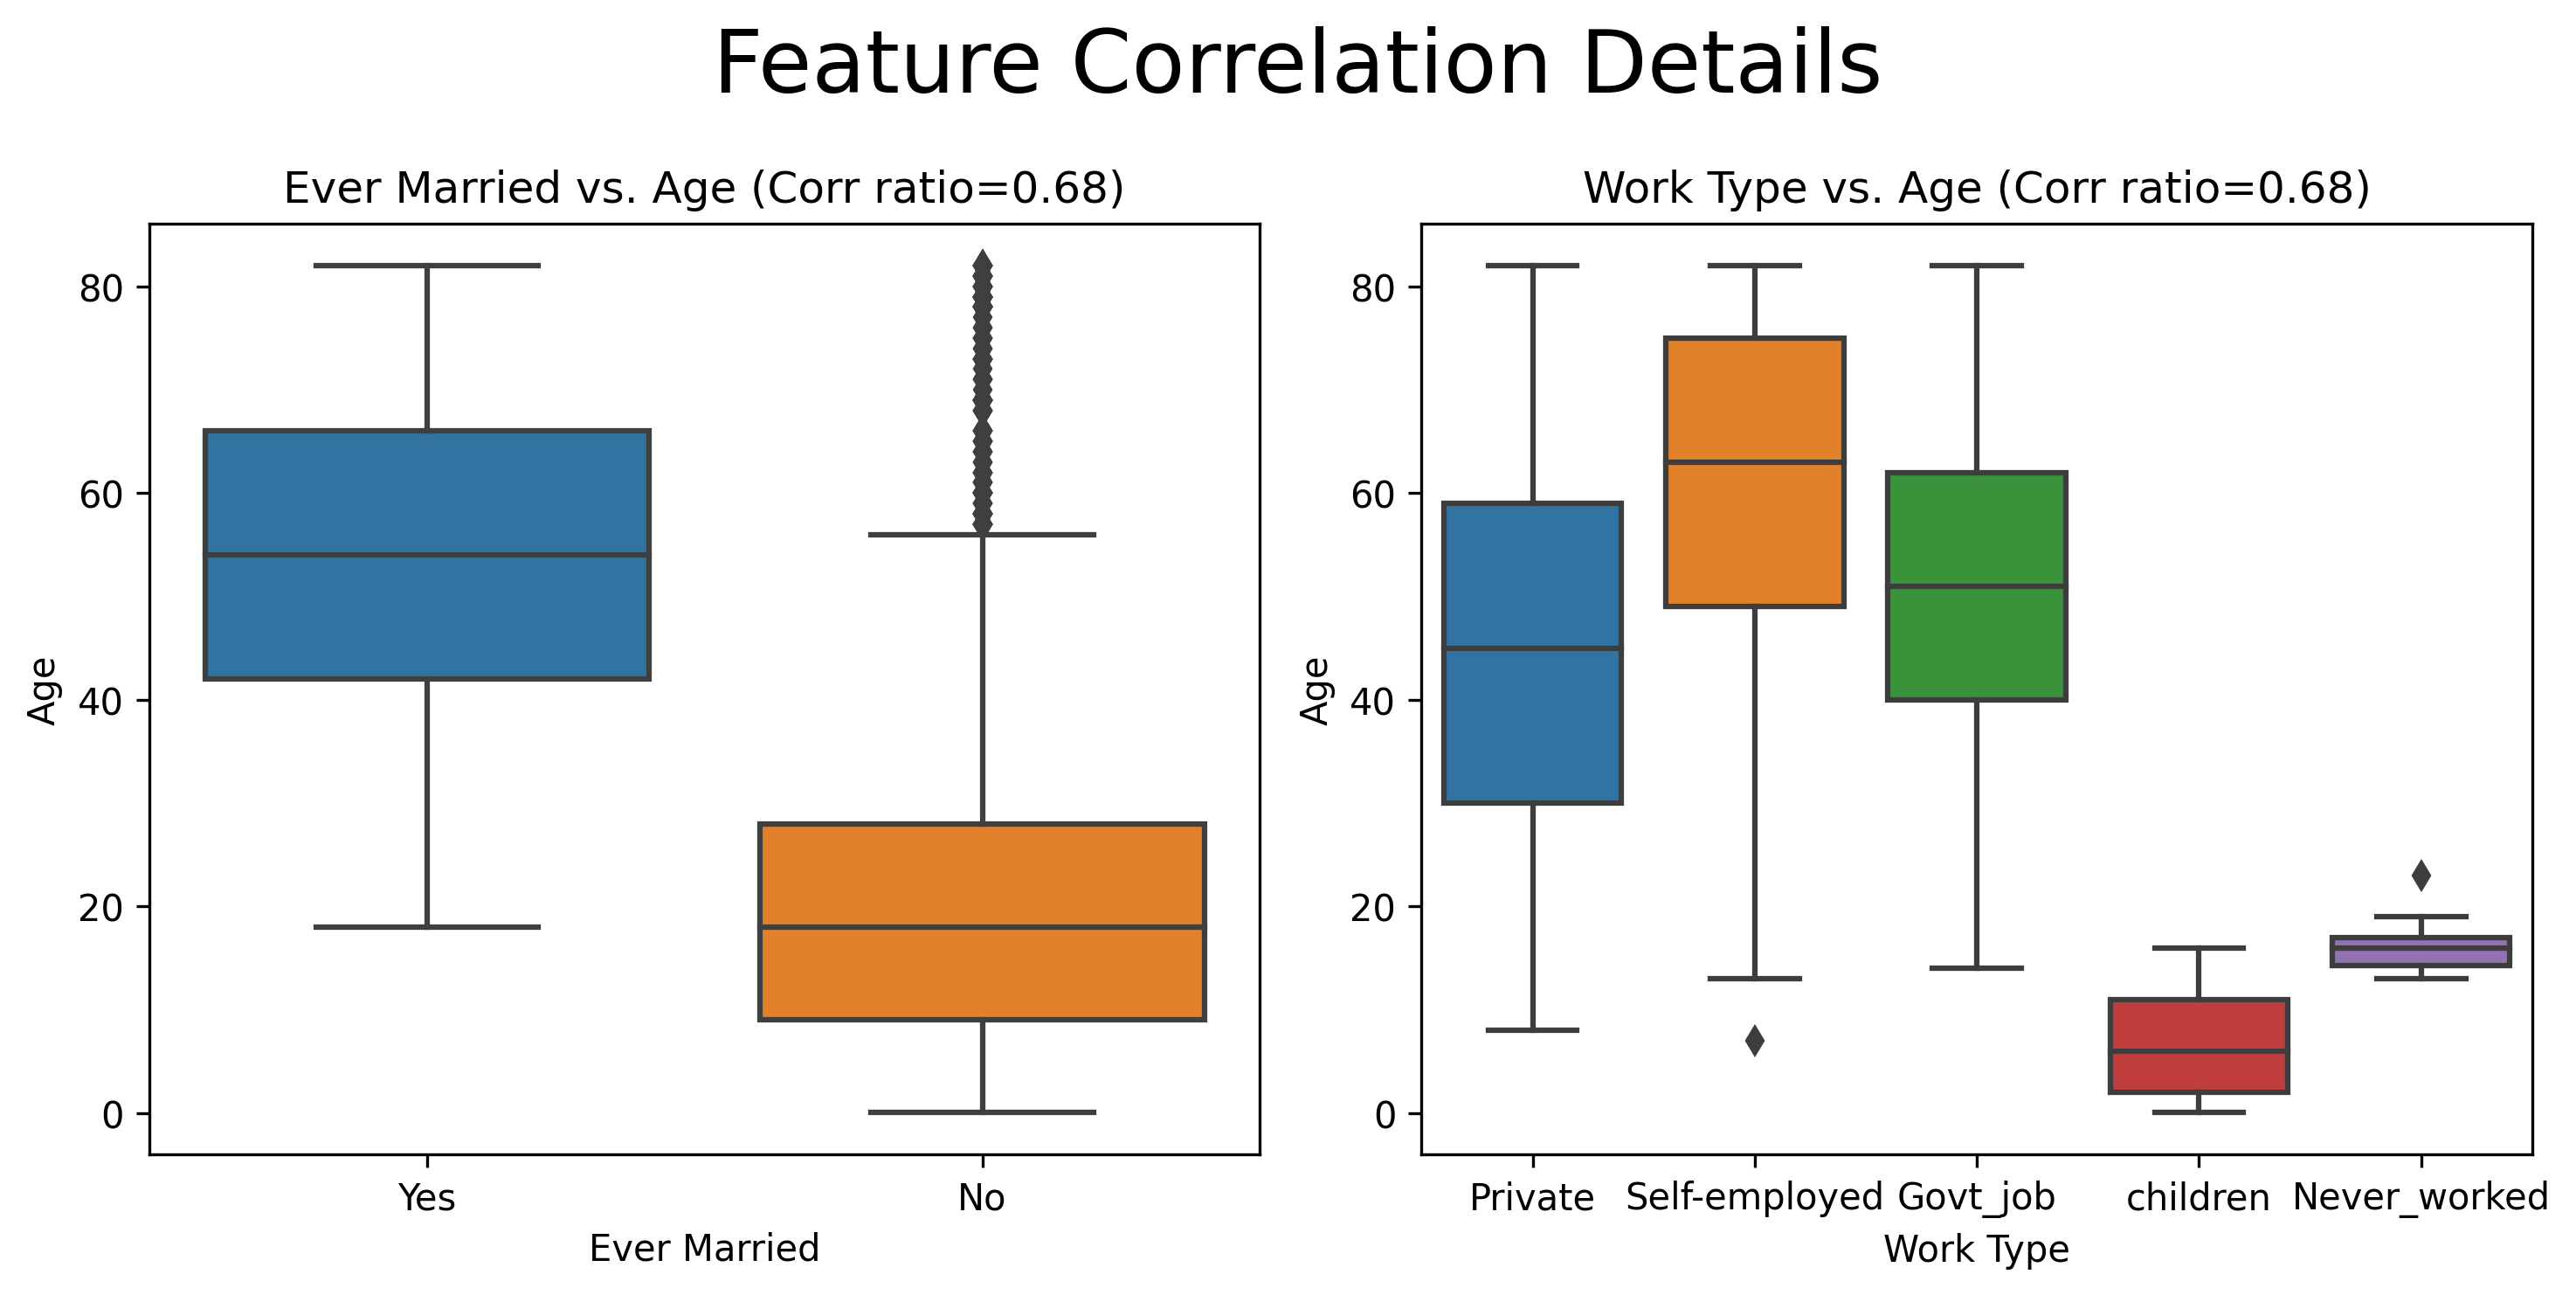 Feature Correlation Details
Ever Married vs. Age (Corr ratio=0.68)
Age
80
60
40
20
0
Yes
No
Ever Married
Work Type vs. Age (Corr ratio=0.68)
Age
80
60
40
20
0
Private
Self-employed
Govt_job
children
Never_worked
Work Type